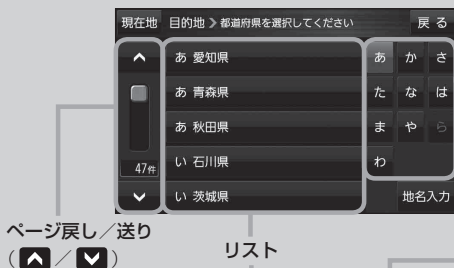 現在地 目的地 > 都道府県を選択してください 戻る
あ 愛知県 あ か さ
あ 青森県 た な は
あ 秋田県 ま や ら
47件 い 石川県 わ
い 茨城県 地名入力
ページ戻し／送り
（ ／ ） リスト